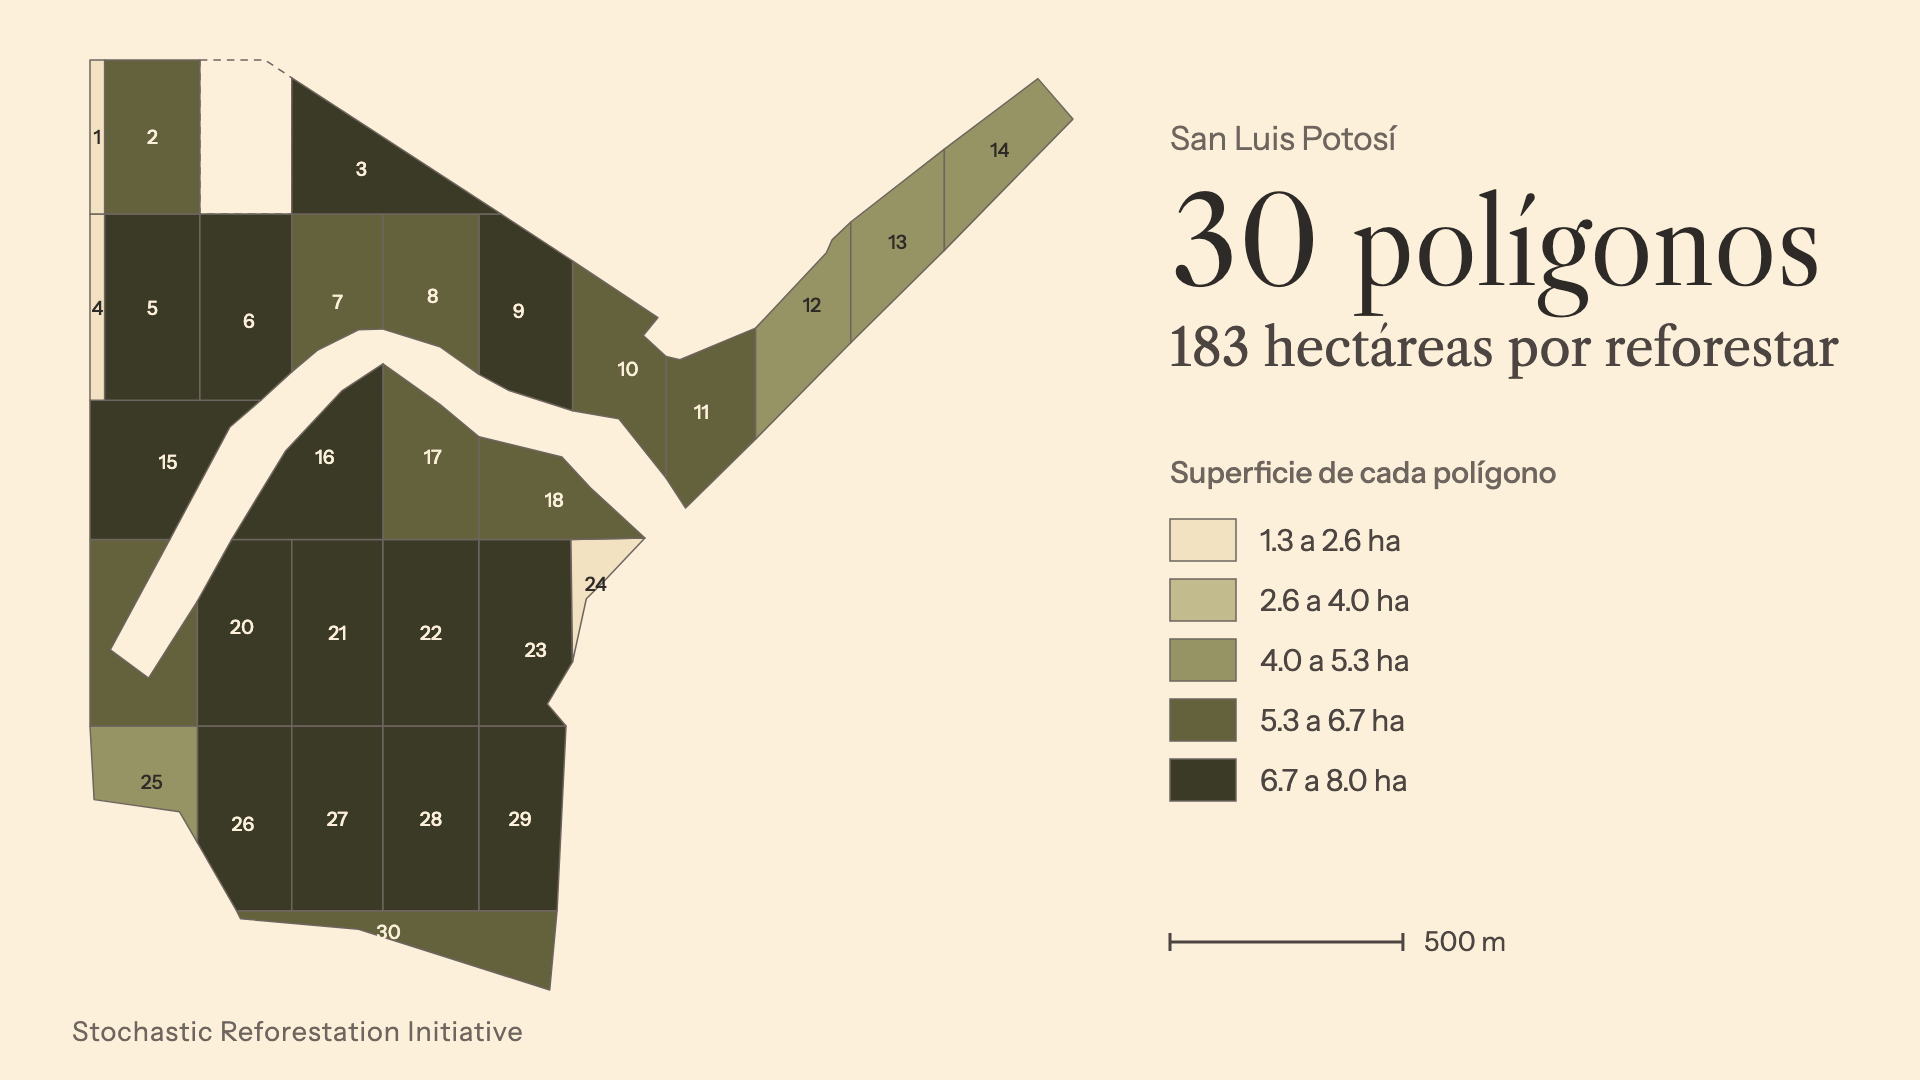 1
2
3
4
5
6
7
8
9
10
11
12
13
14
15
16
17
18
20
21
22
23
24
25
26
27
28
29
30
San Luis Potosí
30 polígonos
183 hectáreas por reforestar
Superficie de cada polígono
1.3 a 2.6 ha
2.6 a 4.0 ha
4.0 a 5.3 ha
5.3 a 6.7 ha
6.7 a 8.0 ha
500 m
Stochastic Reforestation Initiative